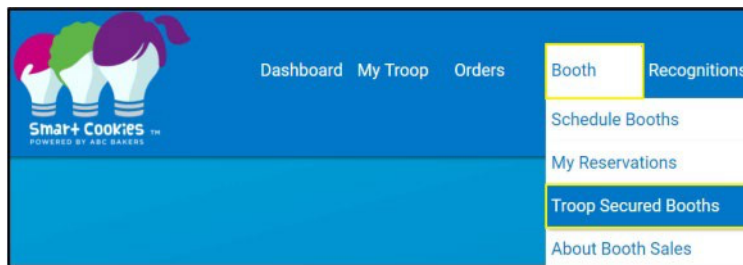 Dashboard My Troop Orders Booth Recognitions
Smart Cookies TM
POWERED BY ABC BAKERS
Schedule Booths
My Reservations
Troop Secured Booths
About Booth Sales